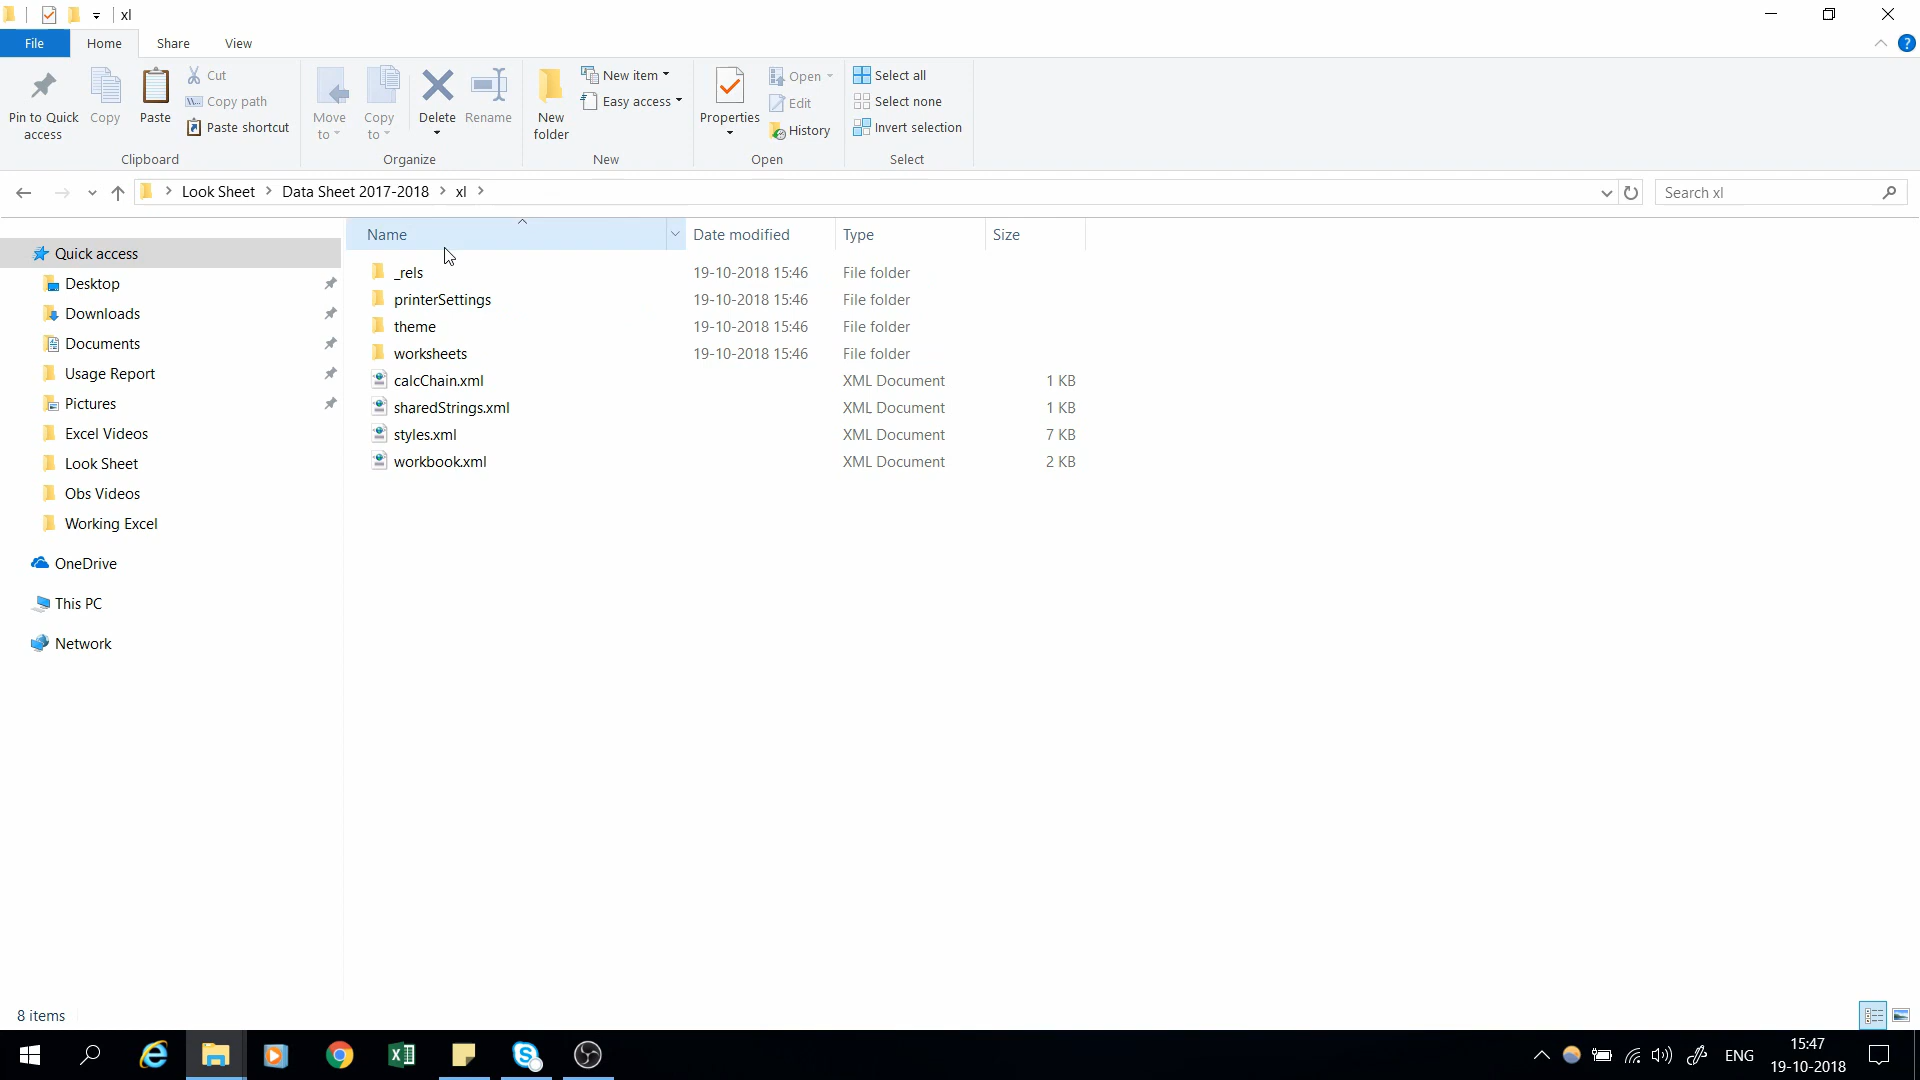 xl
File Home Share View
Pin to Quick access
Copy
Paste
Cut
Copy path
Paste shortcut
Clipboard
Move to
Copy to
Delete
Rename
Organize
New folder
New item
Easy access
New
Properties
Open
Edit
History
Open
Select all
Select none
Invert selection
Select
Look Sheet Data Sheet 2017-2018 xl
Search xl
Quick access
Desktop
Downloads
Documents
Usage Report
Pictures
Excel Videos
Look Sheet
Obs Videos
Working Excel
OneDrive
This PC
Network
Name Date modified Type Size
_rels 19-10-2018 15:46 File folder
printerSettings 19-10-2018 15:46 File folder
theme 19-10-2018 15:46 File folder
worksheets 19-10-2018 15:46 File folder
calcChain.xml XML Document 1 KB
sharedStrings.xml XML Document 1 KB
styles.xml XML Document 7 KB
workbook.xml XML Document 2 KB
8 items
ENG
15:47
19-10-2018